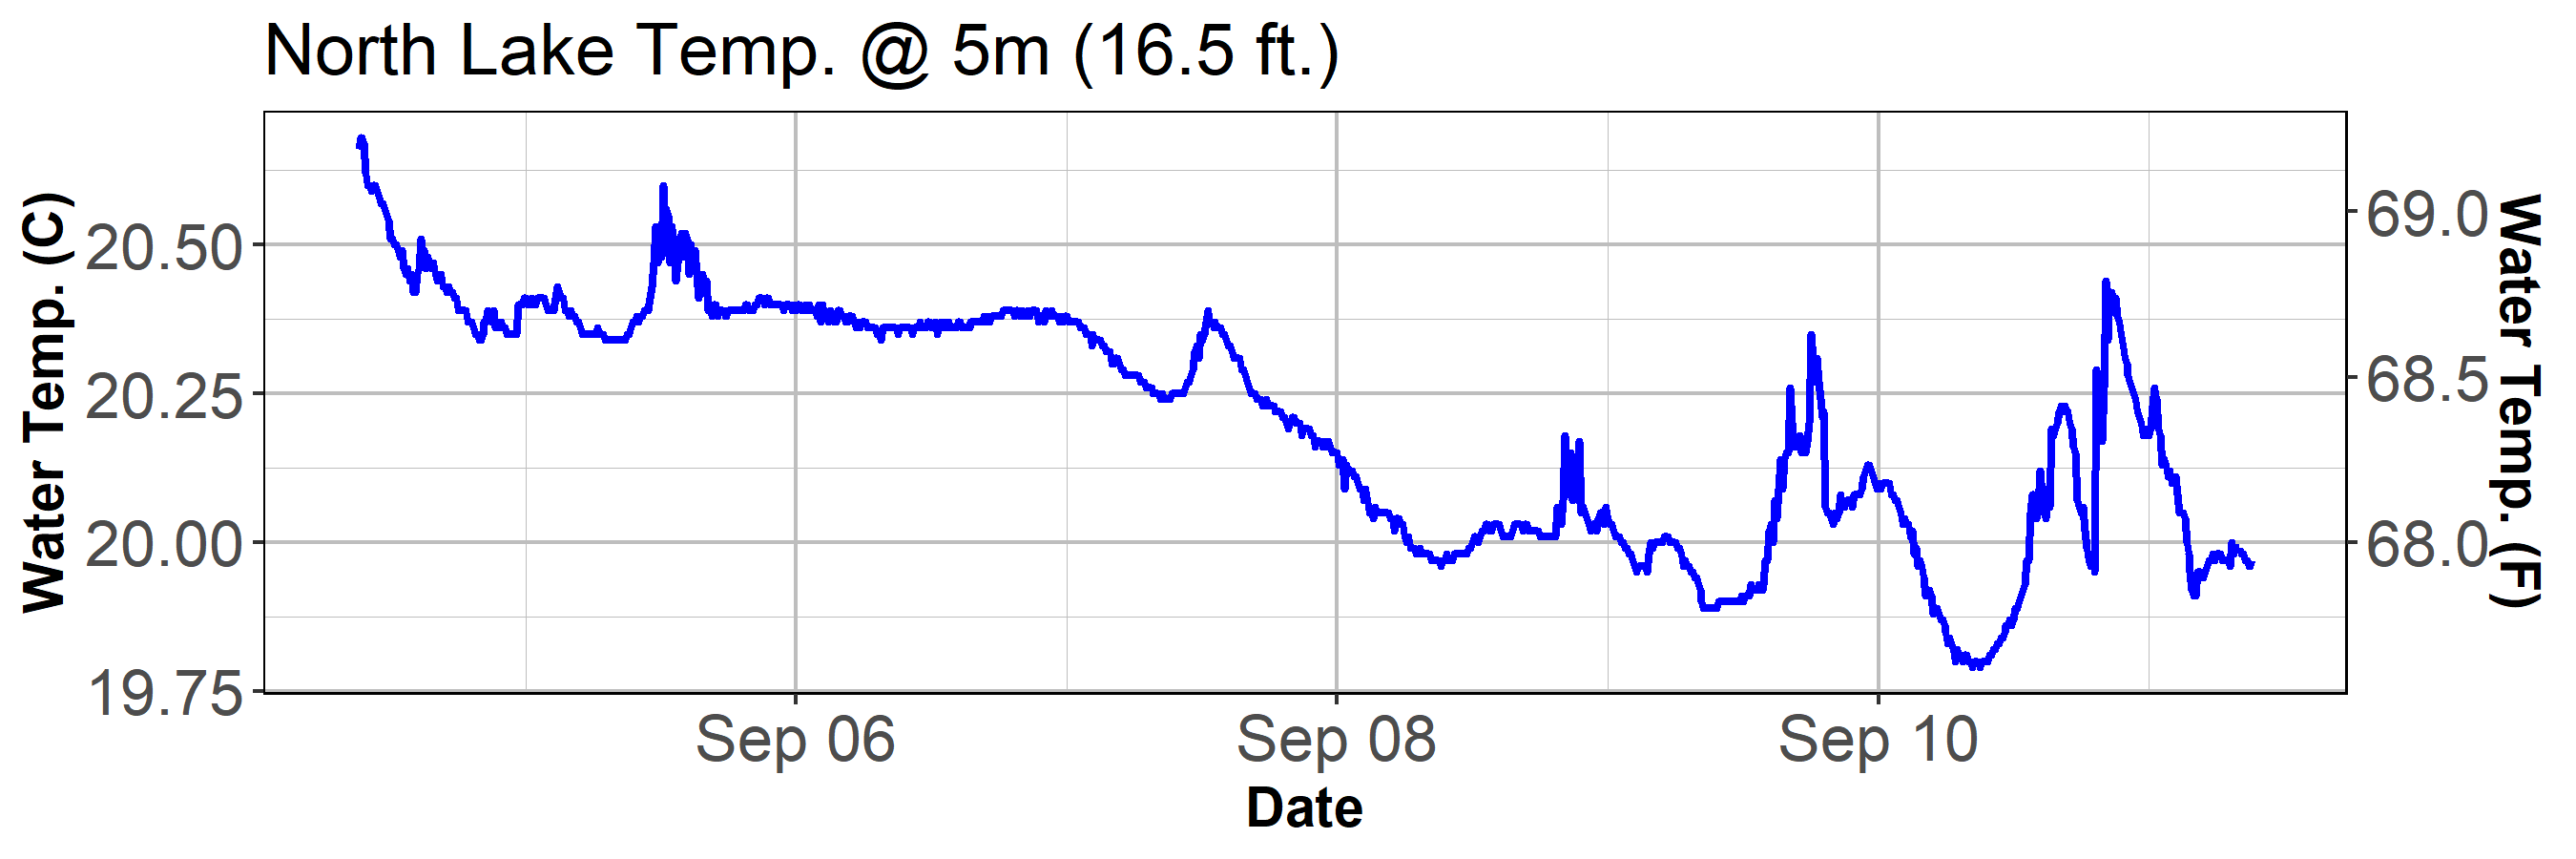 North Lake Temp. @ 5m (16.5 ft.)
Water Temp. (C)
20.50
20.25
20.00
19.75
69.0
68.5
68.0
Water Temp. (F)
Sep 06
Sep 08
Sep 10
Date